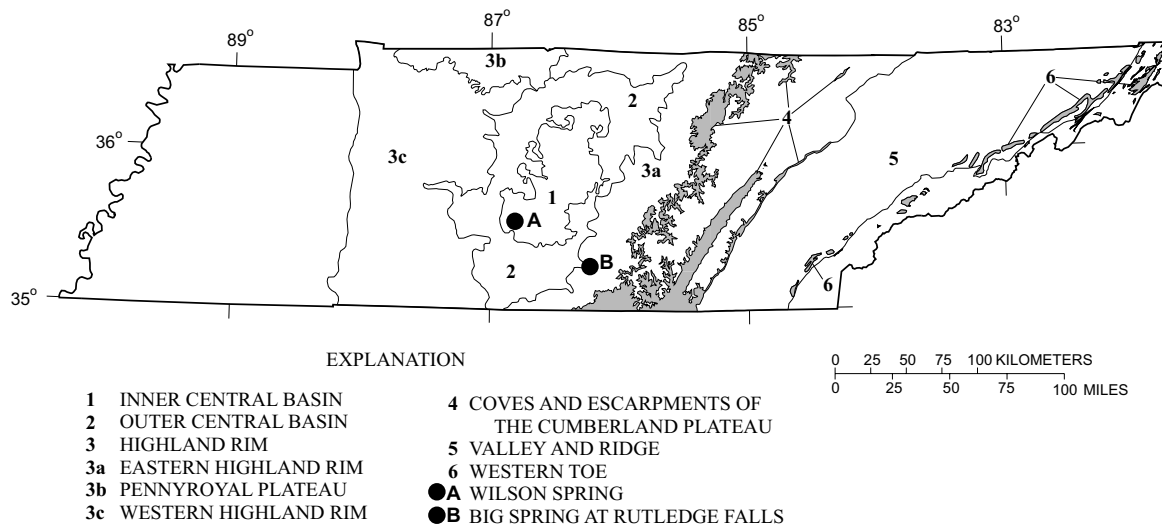 89°
87°
85°
83°
3b
6
2
4
36°
3c
3a
5
1
A
B
2
6
35°
EXPLANATION
1 INNER CENTRAL BASIN
2 OUTER CENTRAL BASIN
3 HIGHLAND RIM
3a EASTERN HIGHLAND RIM
3b PENNYROYAL PLATEAU
3c WESTERN HIGHLAND RIM
4 COVES AND ESCARPMENTS OF
THE CUMBERLAND PLATEAU
5 VALLEY AND RIDGE
6 WESTERN TOE
A WILSON SPRING
B BIG SPRING AT RUTLEDGE FALLS
0 25 50 75 100 KILOMETERS
0 25 50 75 100 MILES